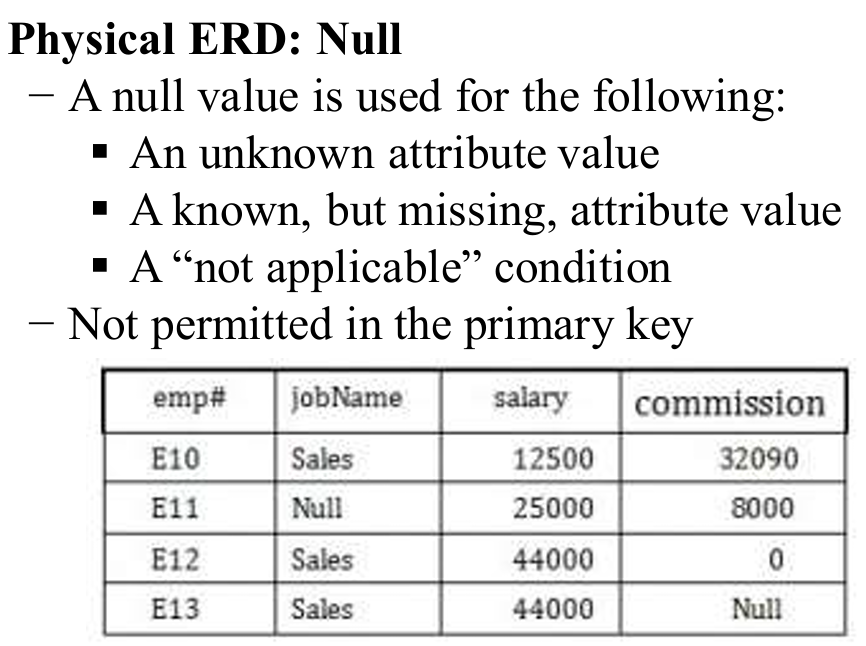 Physical ERD: Null
− A null value is used for the following:
▪ An unknown attribute value
▪ A known, but missing, attribute value
▪ A “not applicable” condition
− Not permitted in the primary key
emp# jobName salary commission
E10 Sales 12500 32090
E11 Null 25000 8000
E12 Sales 44000 0
E13 Sales 44000 Null